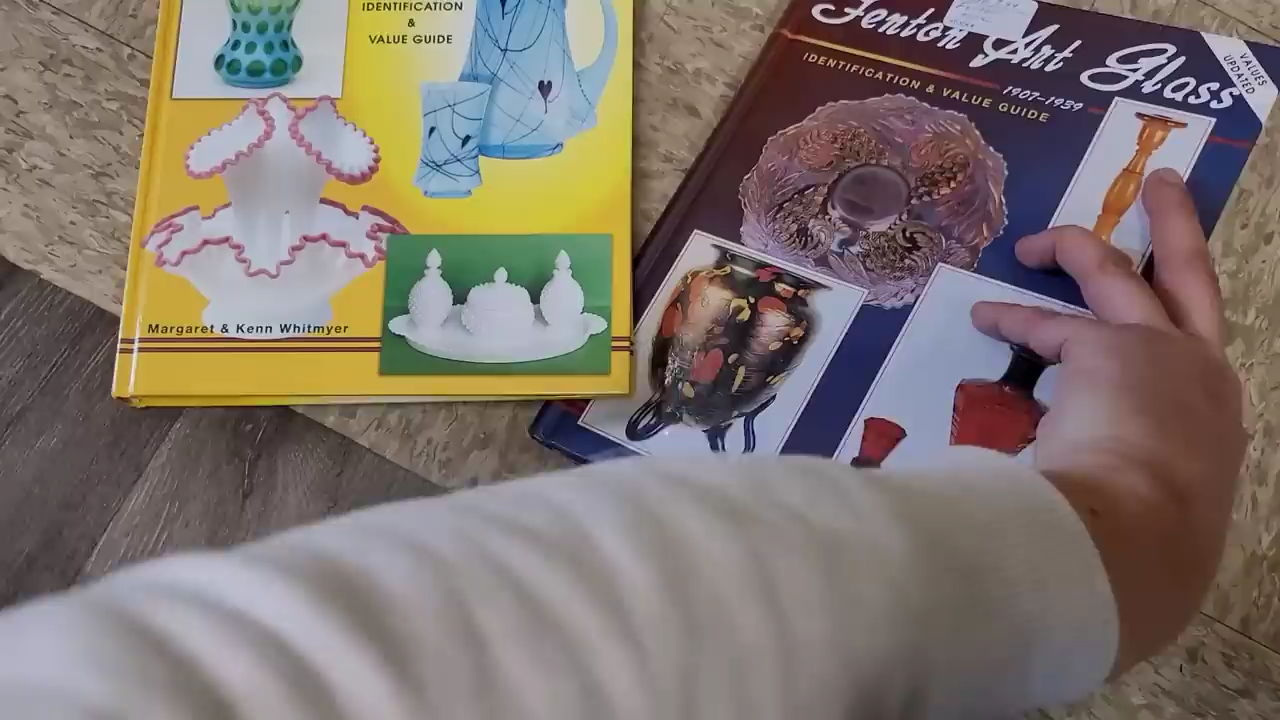 IDENTIFICATION
&
VALUE GUIDE
Margaret & Kenn Whitmyer
Fenton Art Glass
1907-1939
IDENTIFICATION & VALUE GUIDE
VALUES
UPDATED